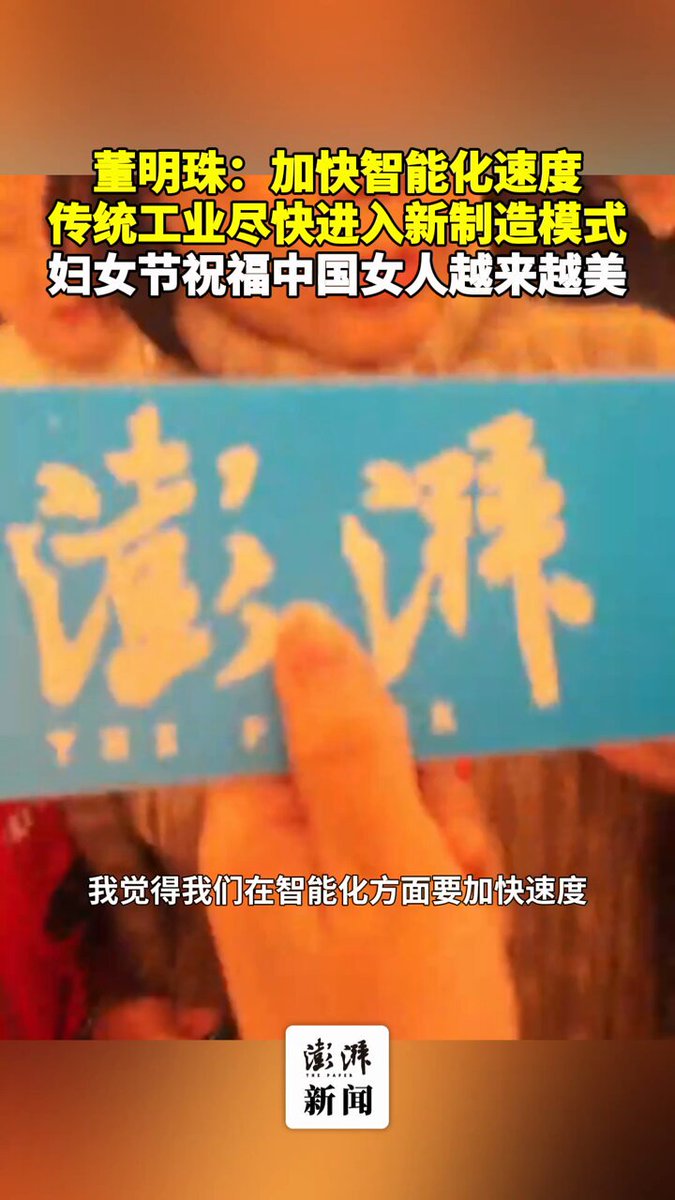 董明珠：加快智能化速度
传统工业尽快进入新制造模式
妇女节祝福中国女人越来越美
澎湃
THE P R
我觉得我们在智能化方面要加快速度
澎湃
THE PAPER
新闻